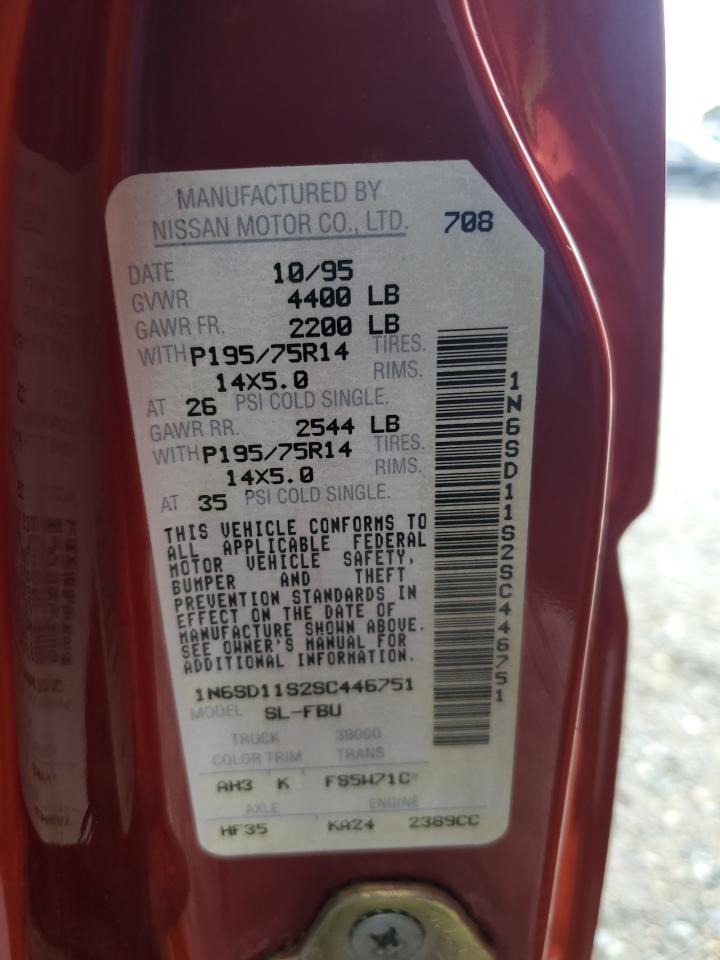 MANUFACTURED BY
NISSAN MOTOR CO., LTD. 708
DATE 10/95
GVWR 4400 LB
GAWR FR. 2200 LB
WITH P195/75R14 TIRES.
14X5.0 RIMS.
AT 26 PSI COLD SINGLE.
GAWR RR. 2544 LB
WITH P195/75R14 TIRES.
14X5.0 RIMS.
AT 35 PSI COLD SINGLE.
THIS VEHICLE CONFORMS TO
ALL APPLICABLE FEDERAL
MOTOR VEHICLE SAFETY,
BUMPER AND THEFT
PREVENTION STANDARDS IN
EFFECT ON THE DATE OF
MANUFACTURE SHOWN ABOVE.
SEE OWNER'S MANUAL FOR
ADDITIONAL INFORMATION
1N6SD11S2SC446751
MODEL SL-FBU
TRUCK 38000
COLOR TRIM TRANS
AH3 K FS5W71C
AXLE ENGINE
HF35 KA24 2389CC
1N6SD11S2SC446751